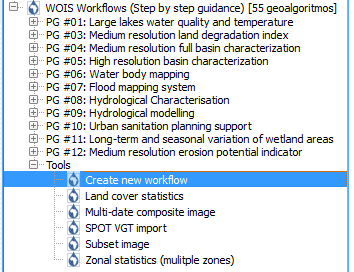 WOIS Workflows (Step by step guidance) [55 geoalgoritmos]
PG #01: Large lakes water quality and temperature
PG #03: Medium resolution land degradation index
PG #04: Medium resolution full basin characterization
PG #05: High resolution basin characterization
PG #06: Water body mapping
PG #07: Flood mapping system
PG #08: Hydrological Characterisation
PG #09: Hydrological modelling
PG #10: Urban sanitation planning support
PG #11: Long-term and seasonal variation of wetland areas
PG #12: Medium resolution erosion potential indicator
Tools
Create new workflow
Land cover statistics
Multi-date composite image
SPOT VGT import
Subset image
Zonal statistics (mulitple zones)